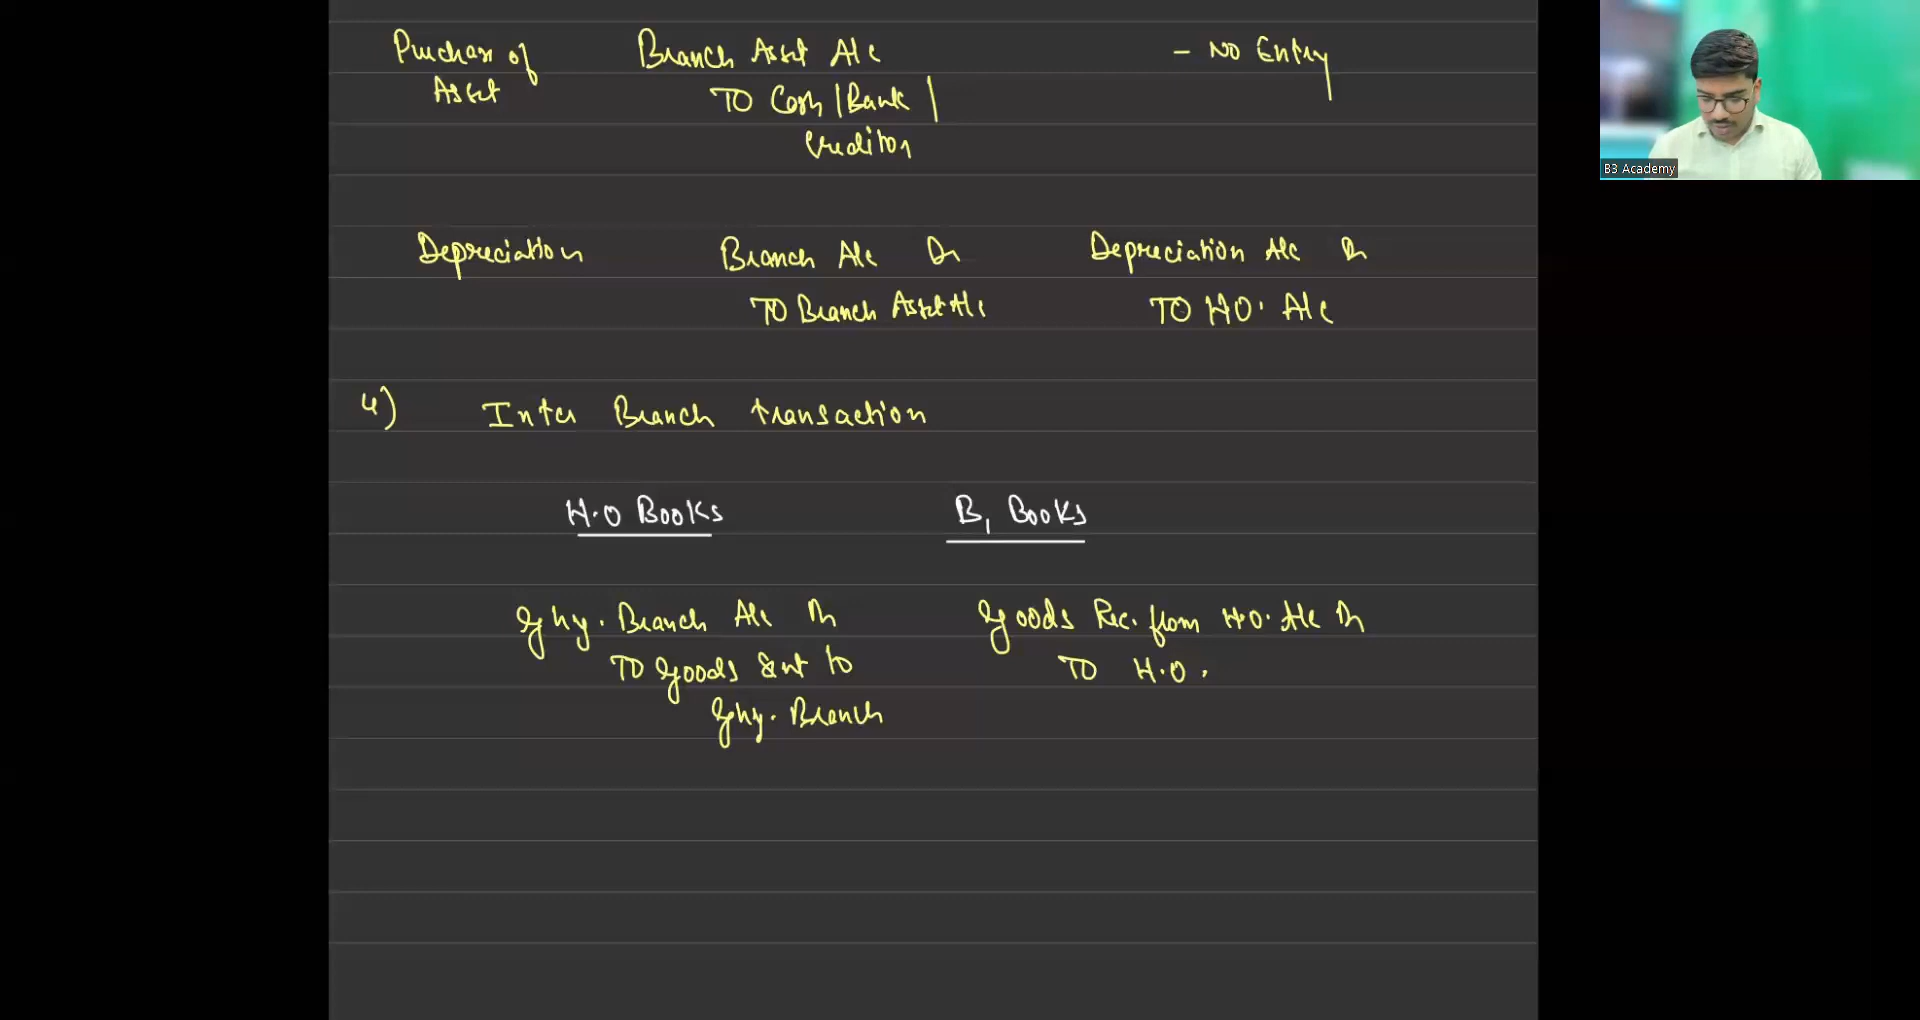 Purchase of Asset
Branch Asset A/c
TO Cash | Bank |
Creditors
- No Entry
Depreciation
Branch A/c Dr
TO Branch Asset A/c
Depreciation A/c Dr
TO HO. A/c
4) Inter Branch transaction
H.O Books
B1 Books
Ghy. Branch A/c Dr
TO Goods Sent to
Ghy. Branch
Goods Rec. from H.O. A/c Dr
TO H.O.
B3 Academy